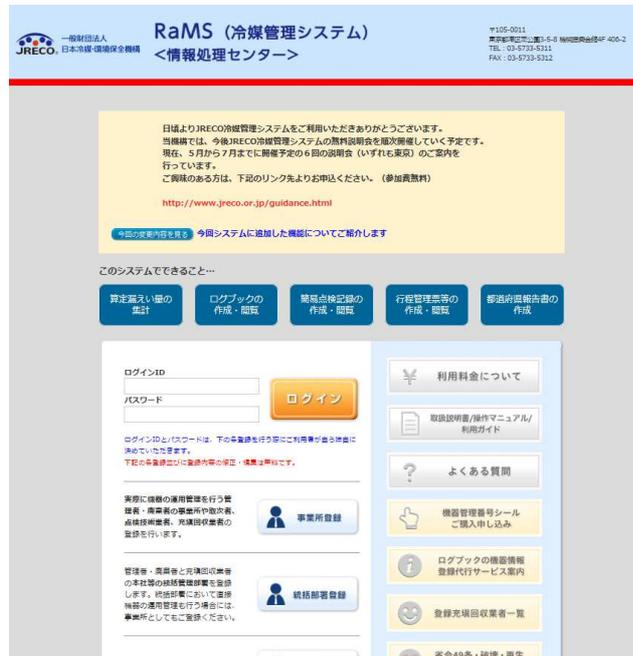 一般財団法人
JRECO 日本冷媒・環境保全機構
RaMS（冷媒管理システム）
<情報処理センター>
〒105-0011
TEL : 03-5733-5311
FAX : 03-5733-5312
日頃よりJRECO冷媒管理システムをご利用いただきありがとうございます。
当機構では、今後JRECO冷媒管理システムの無料説明会を順次開催していく予定です。
現在、５月から７月までに開催予定の６回の説明会（いずれも東京）のご案内を
行っています。
ご興味のある方は、下記のリンク先よりお申込ください。（参加費無料）
http://www.jreco.or.jp/guidance.html
今回の変更内容を見る 今回システムに追加した機能についてご紹介します
このシステムでできること…
算定漏えい量の
集計
ログブックの
作成・閲覧
簡易点検記録の
作成・閲覧
行程管理票等の
作成・閲覧
都道府県報告書の
作成
ログインID
パスワード
ログイン
ログインIDとパスワードは、下の各登録を行う際にご利用者が自ら任意に
決めていただきます。
下記の各登録並びに登録内容の修正・備置は無料です。
実際に機器の運用管理を行う管
理者・廃棄者の事業所や取次者、
点検技術業者、充填回収業者の
登録を行います。
事業所登録
管理者・廃棄者と充填回収業者
の本社等の統括管理部署を登録
します。統括部署において直接
機器の運用管理も行う場合には、
事業所としてもご登録ください。
統括部署登録
利用料金について
取扱説明書/操作マニュアル/
利用ガイド
よくある質問
機器管理番号シール
ご購入申し込み
ログブックの機器情報
登録代行サービス案内
登録充填回収業者一覧
省令49条・破壊・再生